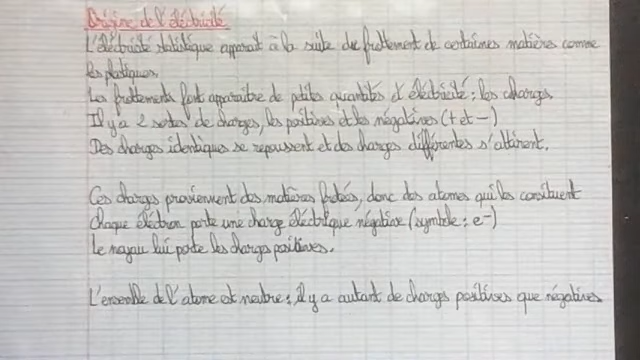 Origine de l'électricité
L'électricité statistique apparait à la suite du frottement de certaines matières comme
les plastiques.
Les frottements font apparaitre de petites quantités d'électricité : les charges.
Il y a 2 sortes de charges, les positives et les négatives (+ et -)
Des charges identiques se repoussent et des charges différentes s'attirent.
Ces charges proviennent des matières frotées, donc des atomes qui les constituent
Chaque électron porte une charge électrique négative (symbole : e-)
Le noyau lui porte les charges positives.
L'ensemble de l'atome est neutre : il y a autant de charges positives que négatives